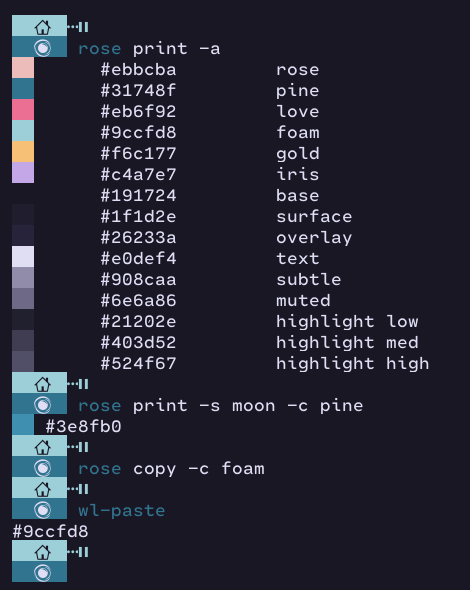 rose print -a
#ebbcba rose
#31748f pine
#eb6f92 love
#9ccfd8 foam
#f6c177 gold
#c4a7e7 iris
#191724 base
#1f1d2e surface
#26233a overlay
#e0def4 text
#908caa subtle
#6e6a86 muted
#21202e highlight low
#403d52 highlight med
#524f67 highlight high
rose print -s moon -c pine
#3e8fb0
rose copy -c foam
wl-paste
#9ccfd8